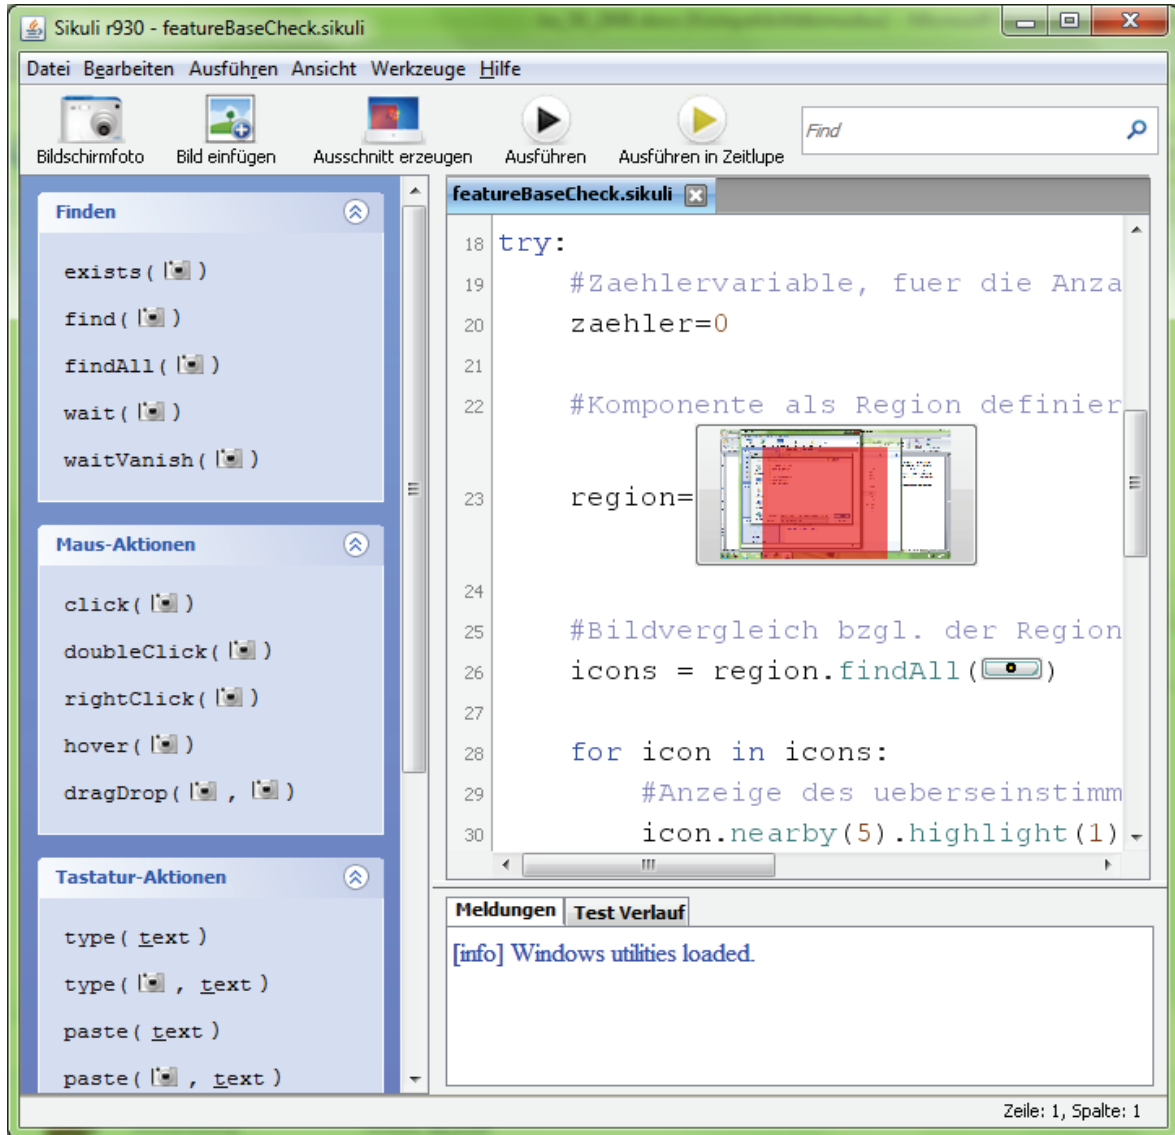 Sikuli r930 - featureBaseCheck.sikuli
Datei Bearbeiten Ausführen Ansicht Werkzeuge Hilfe
Bildschirmfoto Bild einfügen Ausschnitt erzeugen Ausführen Ausführen in Zeitlupe Find
Finden
exists( )
find( )
findAll( )
wait( )
waitVanish( )
Maus-Aktionen
click( )
doubleClick( )
rightClick( )
hover( )
dragDrop( , )
Tastatur-Aktionen
type( text )
type( , text )
paste( text )
paste( , text )
featureBaseCheck.sikuli
18 try:
19 #Zaehlervariable, fuer die Anza
20 zaehler=0
21
22 #Komponente als Region definier
23 region=
24
25 #Bildvergleich bzgl. der Region
26 icons = region.findAll( )
27
28 for icon in icons:
29 #Anzeige des ueberseinstimm
30 icon.nearby(5).highlight(1)
Meldungen Test Verlauf
[info] Windows utilities loaded.
Zeile: 1, Spalte: 1